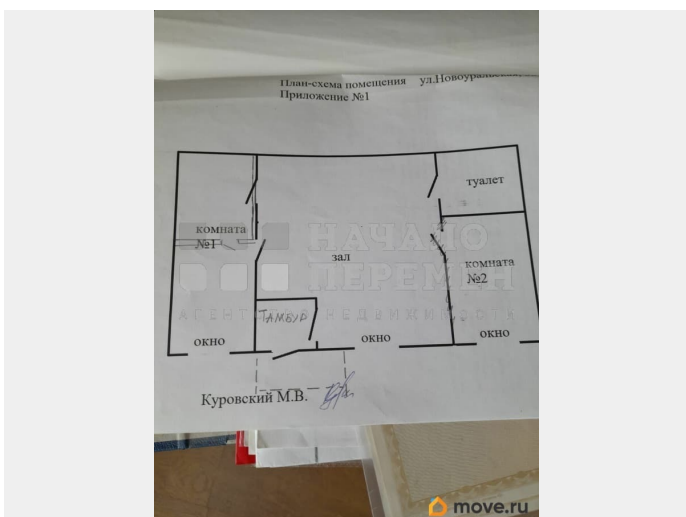 План-схема помещения ул.Новоуральская
Приложение №1
туалет
комната
№1
НАЧАЛО
ПЕРЕМЕН
зал
комната
№2
АГЕНТСТВО НЕДВИЖИМОСТИ
ТАМБУР
окно
окно
окно
Куровский М.В.
move.ru